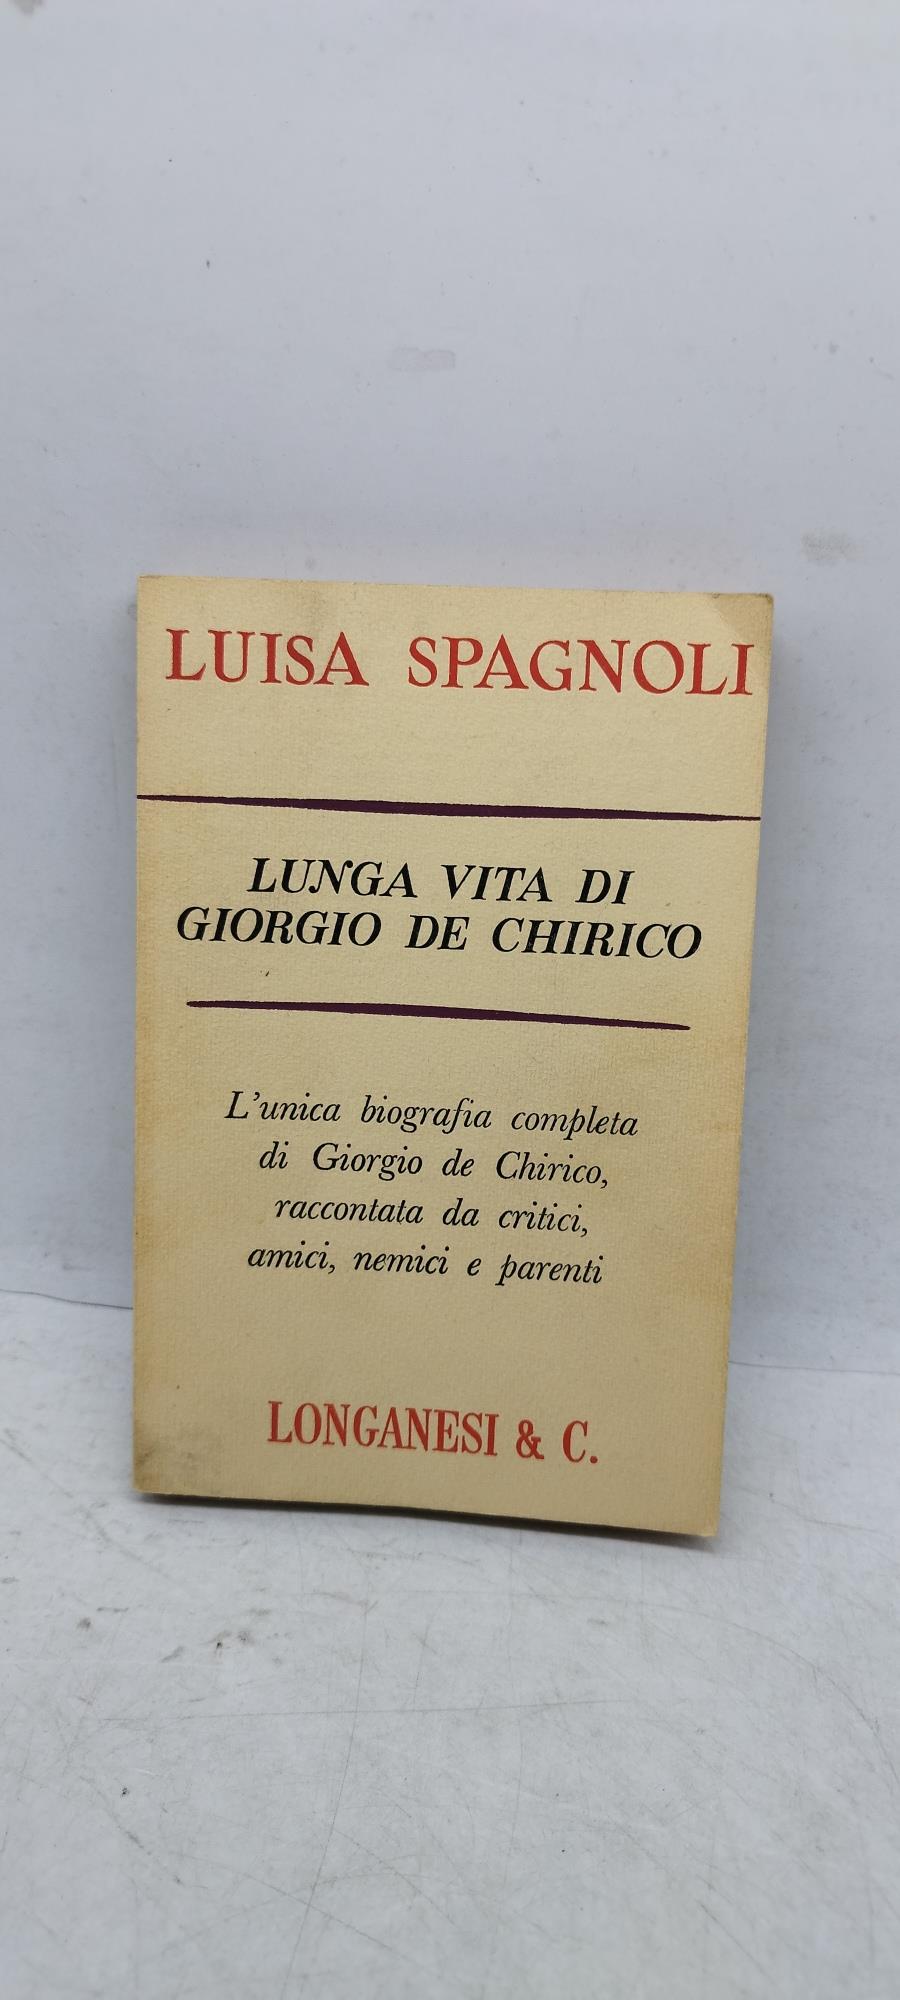 LUISA SPAGNOLI
LUNGA VITA DI
GIORGIO DE CHIRICO
L'unica biografia completa
di Giorgio de Chirico,
raccontata da critici,
amici, nemici e parenti
LONGANESI & C.